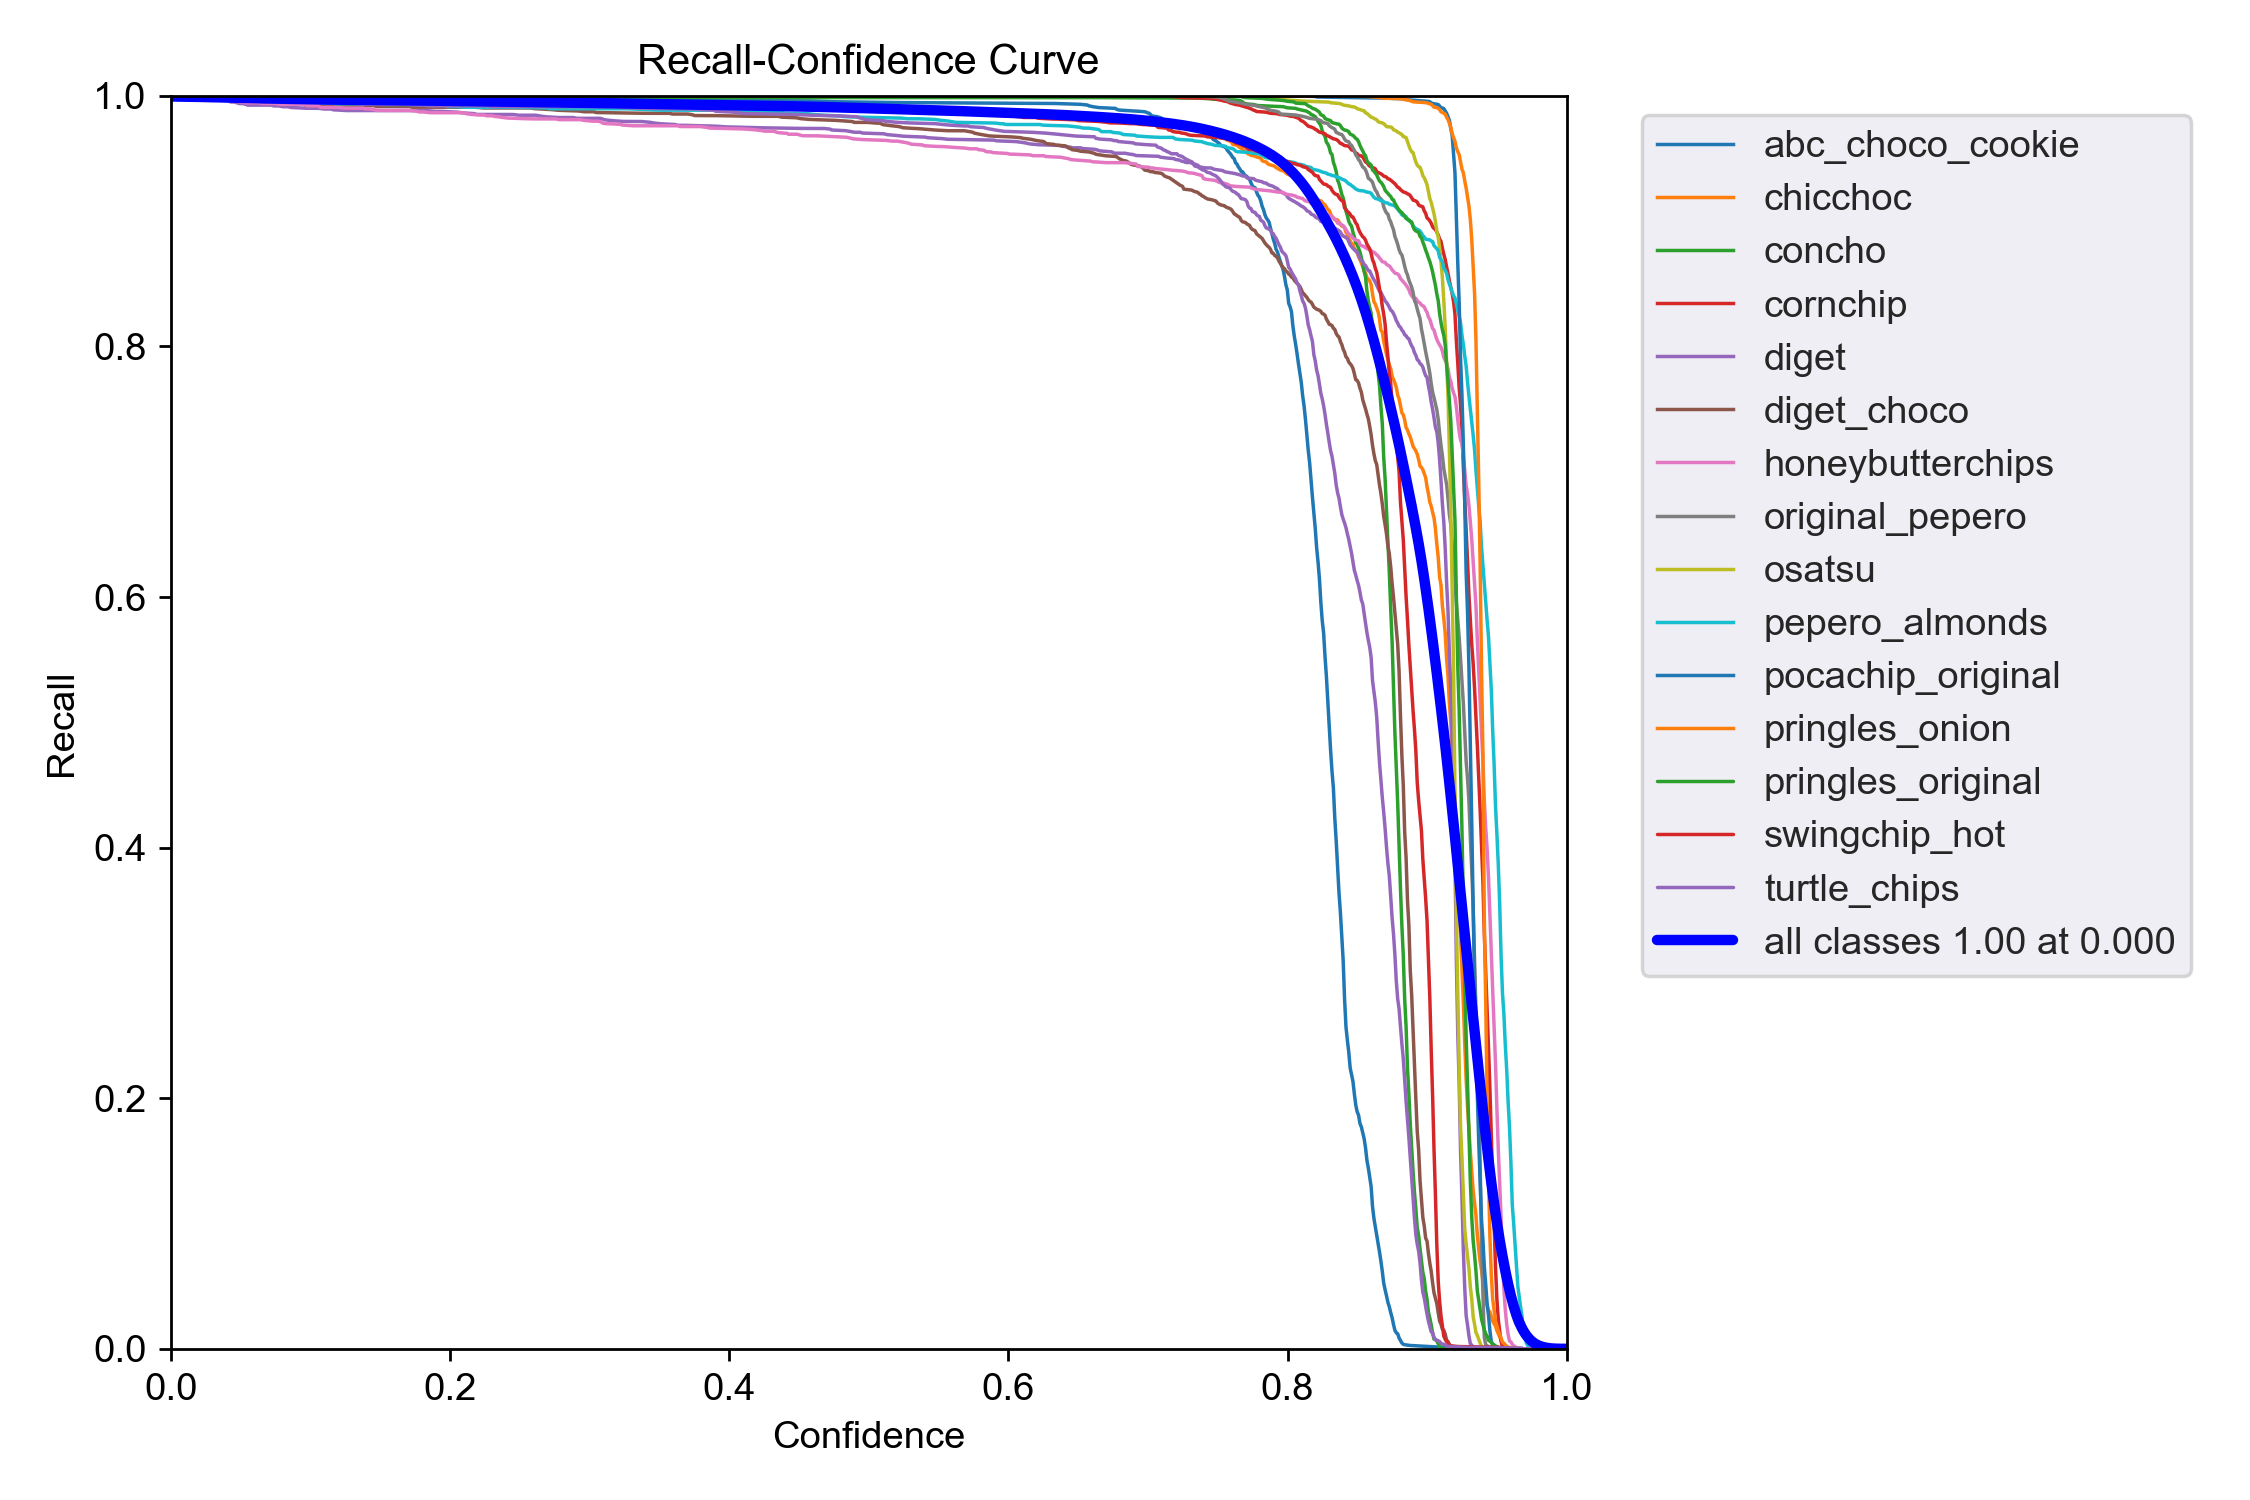 Recall-Confidence Curve
1.0
0.8
0.6
0.4
0.2
0.0
Recall
0.0 0.2 0.4 0.6 0.8 1.0
Confidence
abc_choco_cookie
chicchoc
concho
cornchip
diget
diget_choco
honeybutterchips
original_pepero
osatsu
pepero_almonds
pocachip_original
pringles_onion
pringles_original
swingchip_hot
turtle_chips
all classes 1.00 at 0.000